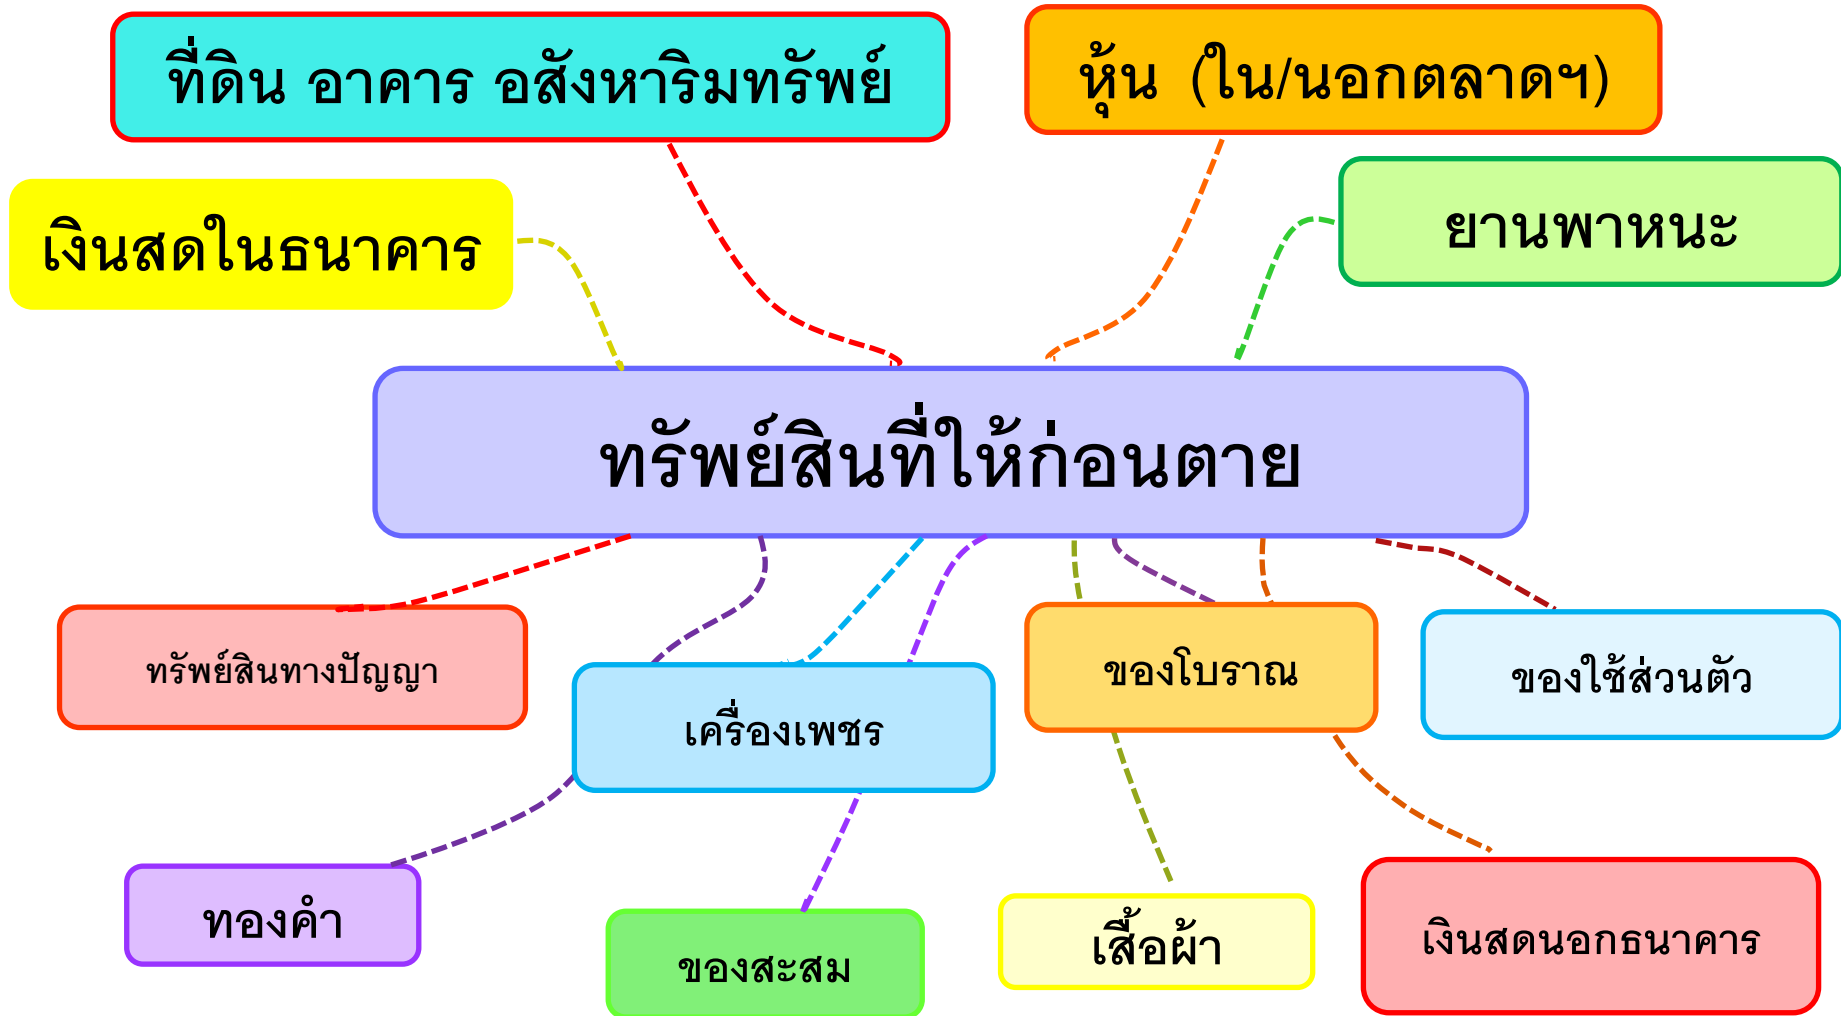 ที่ดิน อาคาร อสังหาริมทรัพย์
หุ้น (ใน/นอกตลาดฯ)
เงินสดในธนาคาร
ยานพาหนะ
ทรัพย์สินที่ให้ก่อนตาย
ทรัพย์สินทางปัญญา
เครื่องเพชร
ของโบราณ
ของใช้ส่วนตัว
ทองคำ
ของสะสม
เสื้อผ้า
เงินสดนอกธนาคาร